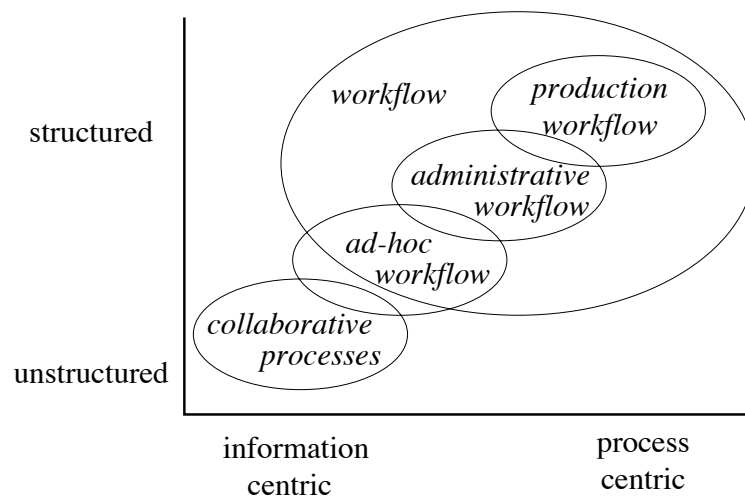 workflow
production
workflow
structured
administrative
workflow
ad-hoc
workflow
collaborative
processes
unstructured
information
centric
process
centric